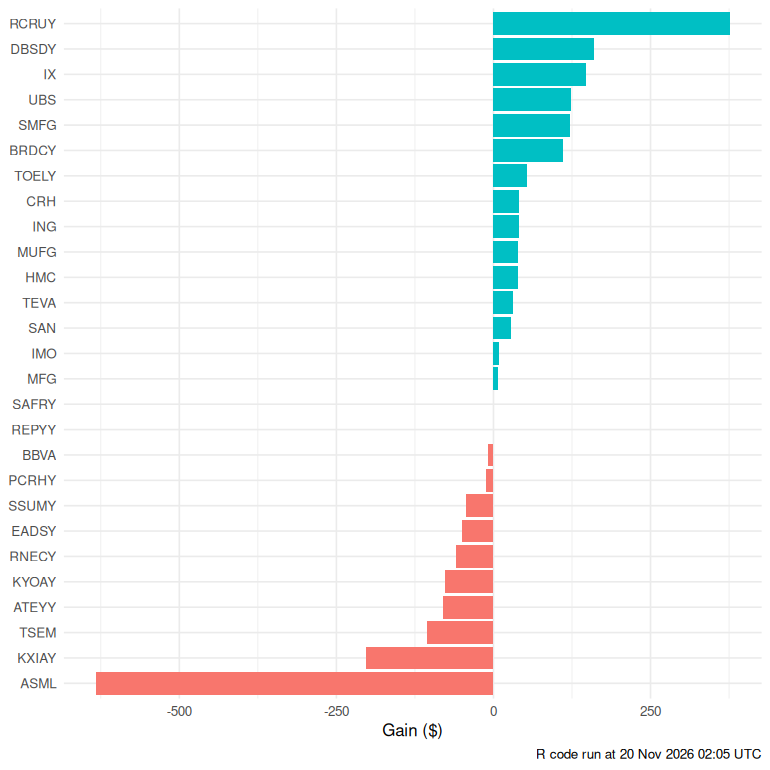 RCRUY
DBSDY
IX
UBS
SMFG
BRDCY
TOELY
CRH
ING
MUFG
HMC
TEVA
SAN
IMO
MFG
SAFRY
REPYY
BBVA
PCRHY
SSUMY
EADSY
RNECY
KYOAY
ATEYY
TSEM
KXIAY
ASML
-500 -250 0 250
Gain ($)
R code run at 20 Nov 2026 02:05 UTC